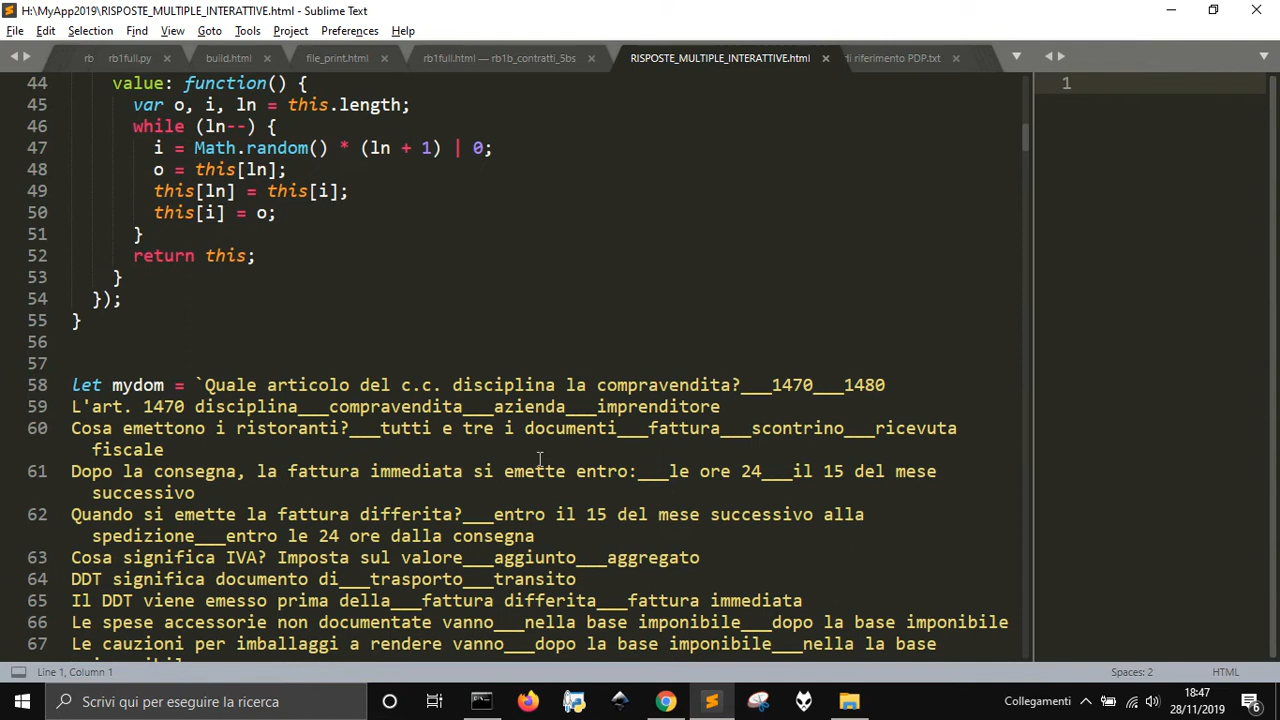 H:\MyApp2019\RISPOSTE_MULTIPLE_INTERATTIVE.html - Sublime Text
File Edit Selection Find View Goto Tools Project Preferences Help
rb rb1full.py build.html file_print.html rb1full.html — rb1b_contratti_5bs RISPOSTE_MULTIPLE_INTERATTIVE.html di riferimento PDP.txt
44 value: function() {
45 var o, i, ln = this.length;
46 while (ln--) {
47 i = Math.random() * (ln + 1) | 0;
48 o = this[ln];
49 this[ln] = this[i];
50 this[i] = o;
51 }
52 return this;
53 }
54 });
55 }
56
57
58 let mydom = `Quale articolo del c.c. disciplina la compravendita?___1470___1480
59 L'art. 1470 disciplina___compravendita___azienda___imprenditore
60 Cosa emettono i ristoranti?___tutti e tre i documenti___fattura___scontrino___ricevuta
fiscale
61 Dopo la consegna, la fattura immediata si emette entro:___le ore 24___il 15 del mese
successivo
62 Quando si emette la fattura differita?___entro il 15 del mese successivo alla
spedizione___entro le 24 ore dalla consegna
63 Cosa significa IVA? Imposta sul valore___aggiunto___aggregato
64 DDT significa documento di___trasporto___transito
65 Il DDT viene emesso prima della___fattura differita___fattura immediata
66 Le spese accessorie non documentate vanno___nella base imponibile___dopo la base imponibile
67 Le cauzioni per imballaggi a rendere vanno___dopo la base imponibile___nella la base
1
Line 1, Column 1 Spaces: 2 HTML
Scrivi qui per eseguire la ricerca
Collegamenti
18:47
28/11/2019
6